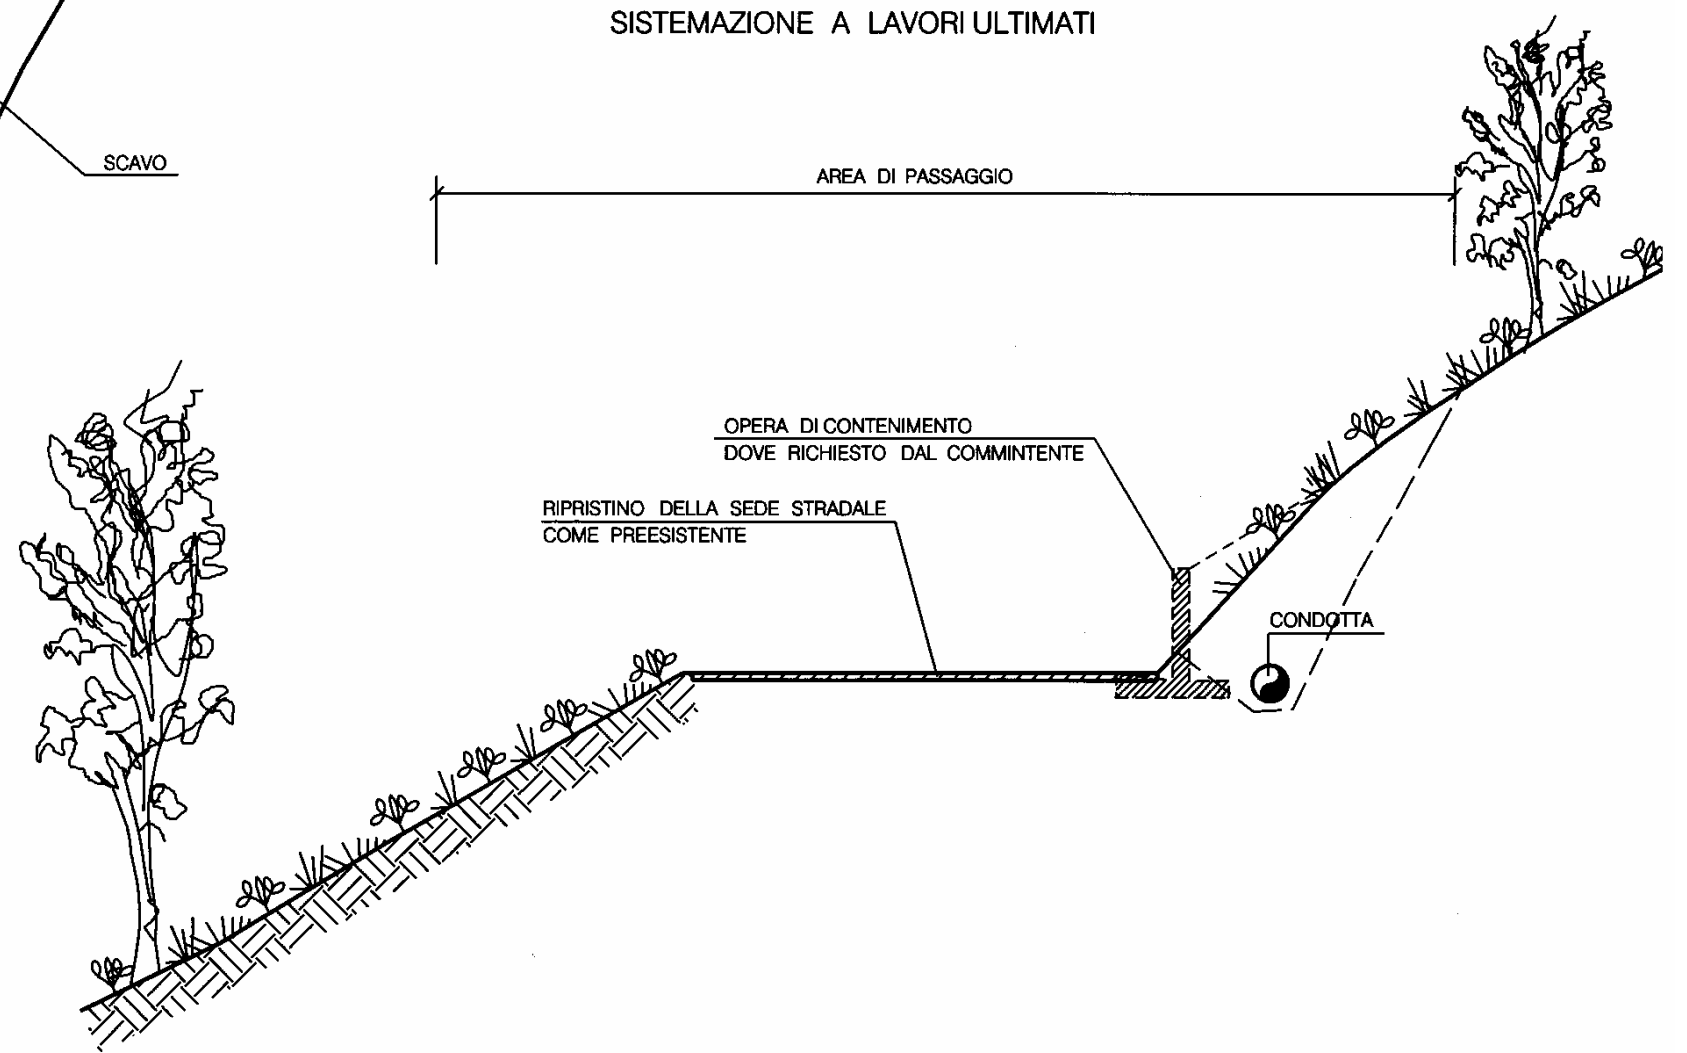 SISTEMAZIONE A LAVORI ULTIMATI
SCAVO
AREA DI PASSAGGIO
OPERA DI CONTENIMENTO
DOVE RICHIESTO DAL COMMINTENTE
RIPRISTINO DELLA SEDE STRADALE
COME PREESISTENTE
CONDOTTA